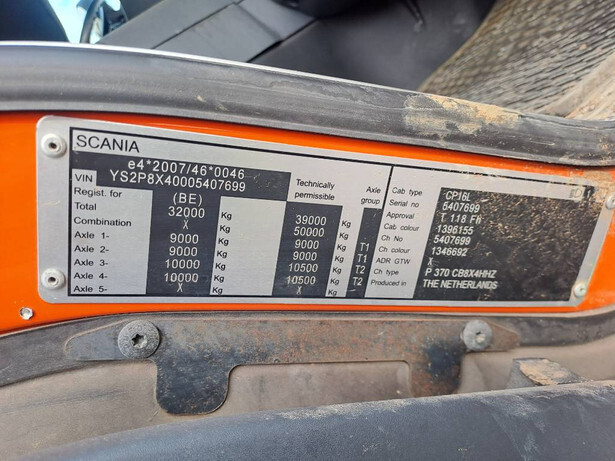 SCANIA
e4*2007/46*0046
VIN YS2P8X40005407699
Regist. for (BE) Technically permissible Axle group
Total 32000 Kg 39000 Kg
Combination X Kg 50000 Kg
Axle 1- 9000 Kg 9000 Kg T1
Axle 2- 9000 Kg 9000 Kg T1
Axle 3- 10000 Kg 10500 Kg T2
Axle 4- 10000 Kg 10500 Kg T2
Axle 5- X X
Cab type CP16L
Serial no 5407699
Approval T 118 Fh
Cab colour 1396155
Ch No 5407699
Ch colour 1346692
ADR GTW X
Ch type P 370 CB8X4HHZ
Produced in THE NETHERLANDS